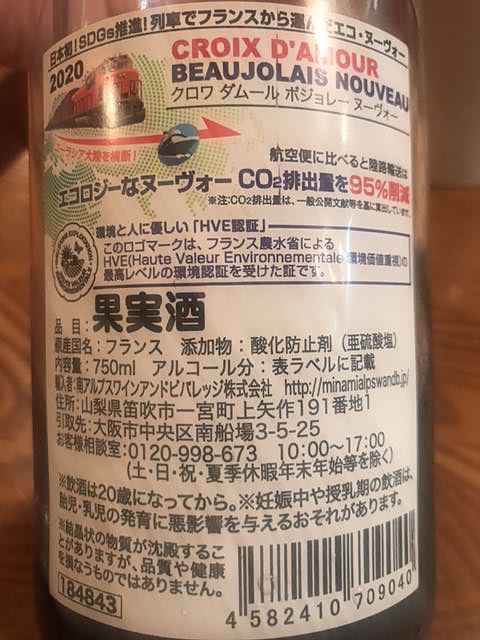 日本初!SDGs推進!列車でフランスから運んだエコ・ヌーヴォー
2020
CROIX D'AMOUR
BEAUJOLAIS NOUVEAU
クロワ ダムール ボジョレー ヌーヴォー
ユーラシア大陸を横断!
航空便に比べると陸路輸送は
エコロジーなヌーヴォー CO2排出量を95%削減
※注:CO2排出量は、一般公開文献等を基に算出しています。
環境と人に優しい「HVE認証」
このロゴマークは、フランス農水省による
HVE(Haute Valeur Environnementale 環境価値重視)の
最高レベルの環境認証を受けた証です。
品目:果実酒
原産国名:フランス 添加物:酸化防止剤(亜硫酸塩)
内容量:750ml アルコール分:表ラベルに記載
輸入者:南アルプスワインアンドビバレッジ株式会社 http://minamialpswandb.jp/
住所:山梨県笛吹市一宮町上矢作191番地1
引取先:大阪市中央区南船場3-5-25
お客様相談室:0120-998-673 10:00~17:00
(土・日・祝・夏季休暇年末年始等を除く)
※飲酒は20歳になってから。※妊娠中や授乳期の飲酒は、
胎児・乳児の発育に悪影響を与えるおそれがあります。
※結晶状の物質が沈殿するこ
とがありますが、品質や健康
を損なうものではありません。
184843
4 582410 709040